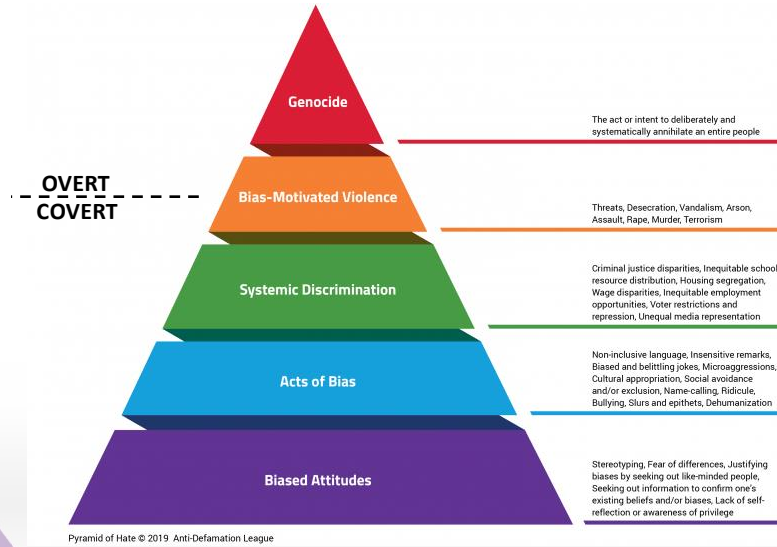 Genocide
The act or intent to deliberately and
systematically annihilate an entire people
OVERT
COVERT
Bias-Motivated Violence
Threats, Desecration, Vandalism, Arson,
Assault, Rape, Murder, Terrorism
Systemic Discrimination
Criminal justice disparities, Inequitable school
resource distribution, Housing segregation,
Wage disparities, Inequitable employment
opportunities, Voter restrictions and
repression, Unequal media representation
Acts of Bias
Non-inclusive language, Insensitive remarks,
Biased and belittling jokes, Microaggressions,
Cultural appropriation, Social avoidance
and/or exclusion, Name-calling, Ridicule,
Bullying, Slurs and epithets, Dehumanization
Biased Attitudes
Stereotyping, Fear of differences, Justifying
biases by seeking out like-minded people,
Seeking out information to confirm one's
existing beliefs and/or biases, Lack of self-
reflection or awareness of privilege
Pyramid of Hate © 2019 Anti-Defamation League